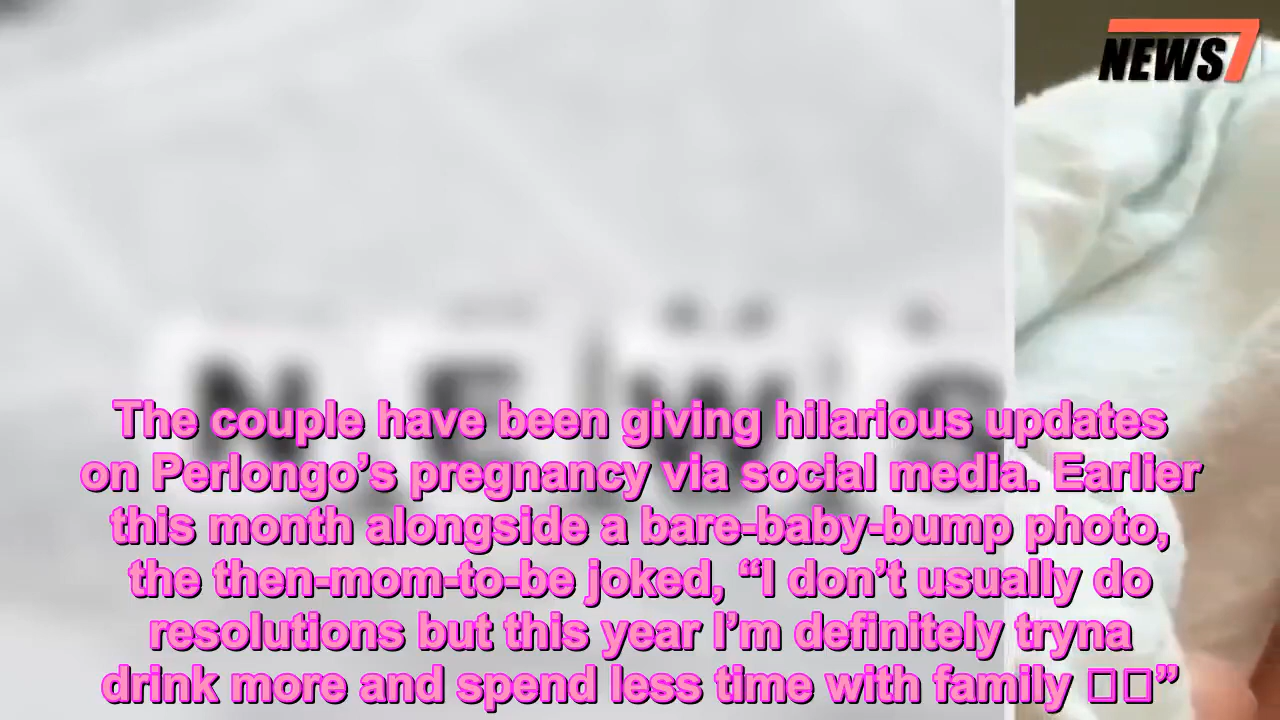 NEWS7
NEWS
The couple have been giving hilarious updates
on Perlongo’s pregnancy via social media. Earlier
this month alongside a bare-baby-bump photo,
the then-mom-to-be joked, “I don’t usually do
resolutions but this year I’m definitely tryna
drink more and spend less time with family □□”